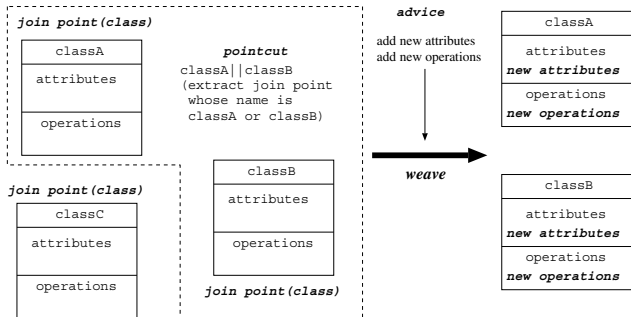 join point(class)
classA
attributes
operations
pointcut
classA||classB
(extract join point
whose name is
classA or classB)
join point(class)
classC
attributes
operations
classB
attributes
operations
join point(class)
advice
add new attributes
add new operations
weave
classA
attributes
new attributes
operations
new operations
classB
attributes
new attributes
operations
new operations